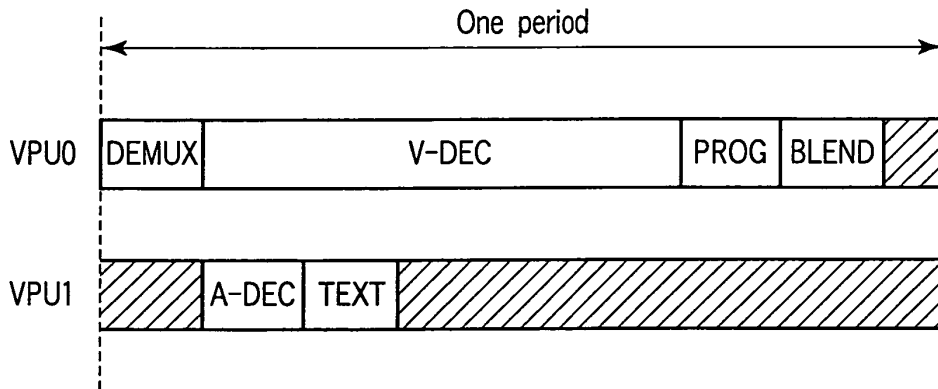 One period
VPU0 DEMUX V-DEC PROG BLEND
VPU1 A-DEC TEXT